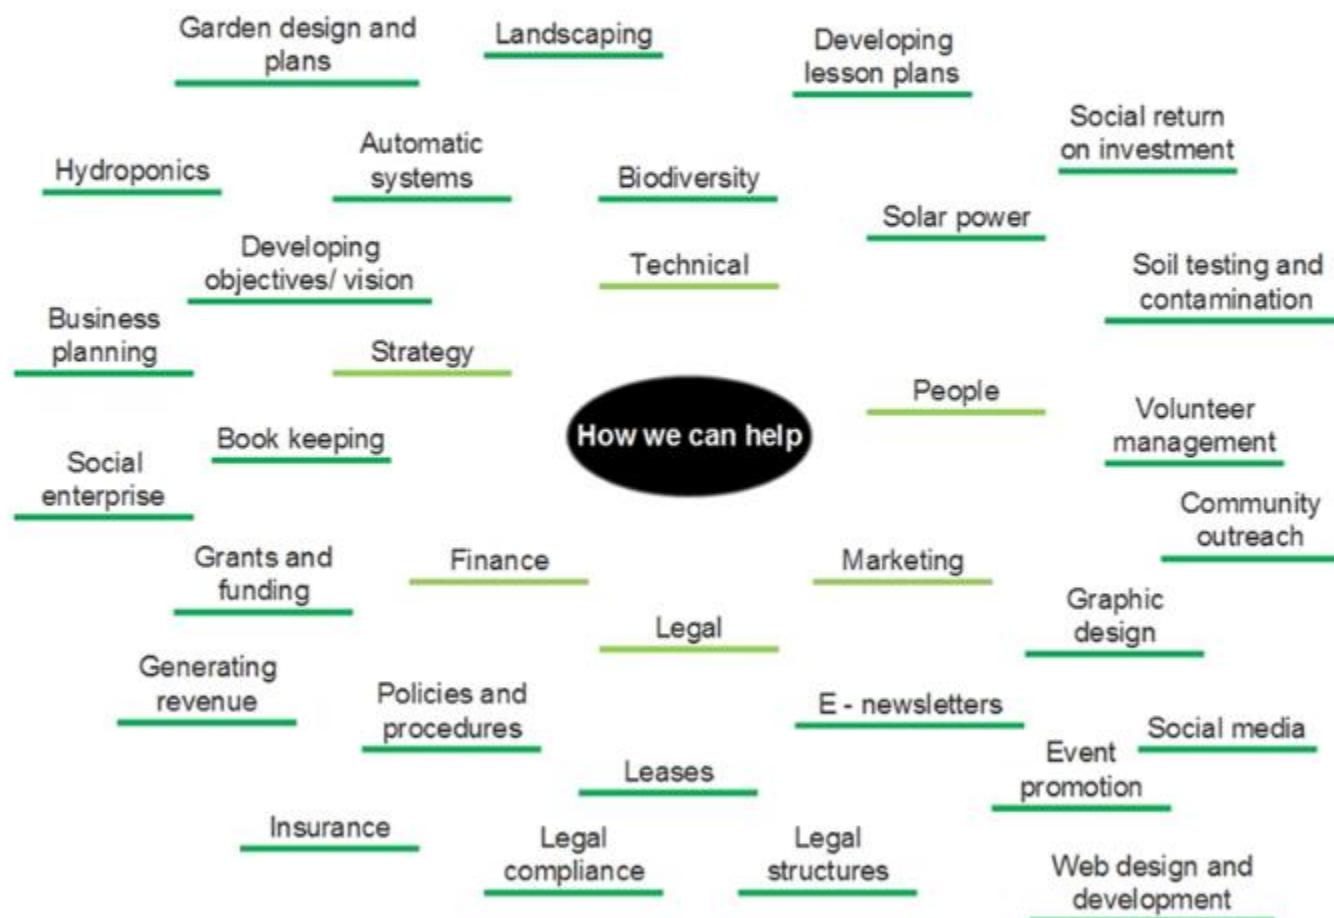 Garden design and
plans
Landscaping
Developing
lesson plans
Social return
on investment
Hydroponics
Automatic
systems
Biodiversity
Solar power
Developing
objectives/ vision
Technical
Soil testing and
contamination
Business
planning
Strategy
People
How we can help
Volunteer
management
Book keeping
Social
enterprise
Community
outreach
Grants and
funding
Finance
Marketing
Graphic
design
Legal
Generating
revenue
Policies and
procedures
E - newsletters
Social media
Leases
Event
promotion
Insurance
Legal
compliance
Legal
structures
Web design and
development